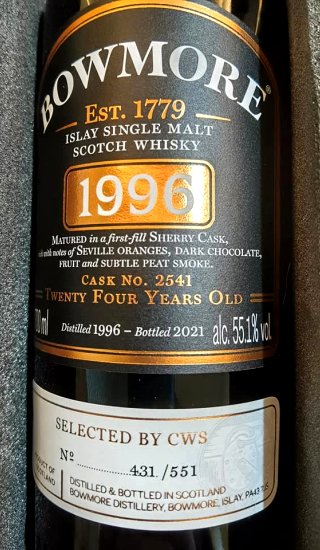 BOWMORE®
EST. 1779
ISLAY SINGLE MALT
SCOTCH WHISKY
1996
MATURED in a first-fill SHERRY CASK,
with notes of SEVILLE ORANGES, DARK CHOCOLATE,
FRUIT AND SUBTLE PEAT SMOKE.
CASK NO. 2541
TWENTY FOUR YEARS OLD
Distilled 1996 – Bottled 2021
alc. 55.1% vol
SELECTED BY CWS
Nº 431 / 551
DISTILLED & BOTTLED IN SCOTLAND
BOWMORE DISTILLERY, BOWMORE, ISLAY,